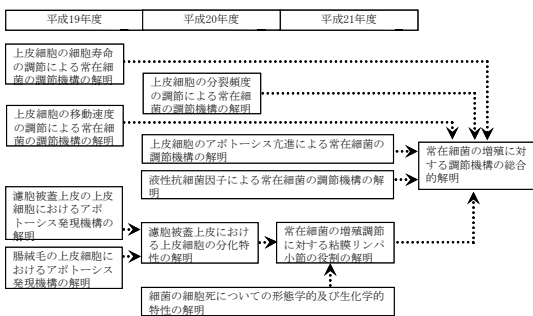 平成19年度
平成20年度
平成21年度
上皮細胞の細胞寿命
の調節による常在細
菌の調節機構の解明
上皮細胞の分裂頻度
の調節による常在細
菌の調節機構の解明
上皮細胞の移動速度
の調節による常在細
菌の調節機構の解明
上皮細胞のアポトーシス亢進による常在細菌の
調節機構の解明
常在細菌の増殖に対
する調節機構の総合
的解明
液性抗細菌因子による常在細菌の調節機構の解
明
濾胞被蓋上皮の上皮
細胞におけるアポ
トーシス発現機構の
解明
濾胞被蓋上皮におけ
る上皮細胞の分化特
性の解明
常在細菌の増殖調節
に対する粘膜リンパ
小節の役割の解明
腸絨毛の上皮細胞に
おけるアポトーシス
発現機構の解明
細菌の細胞死についての形態学的及び生化学的
特性の解明